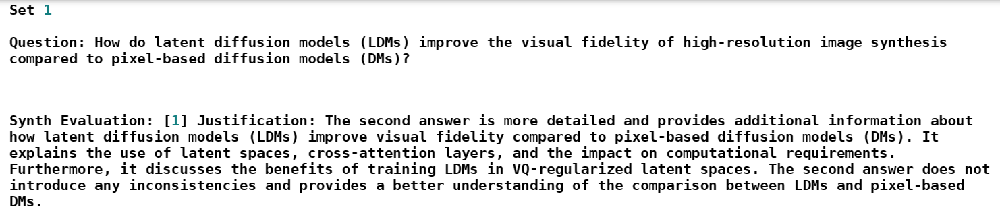 Set 1
Question: How do latent diffusion models (LDMs) improve the visual fidelity of high-resolution image synthesis
compared to pixel-based diffusion models (DMs)?
Synth Evaluation: [1] Justification: The second answer is more detailed and provides additional information about
how latent diffusion models (LDMs) improve visual fidelity compared to pixel-based diffusion models (DMs). It
explains the use of latent spaces, cross-attention layers, and the impact on computational requirements.
Furthermore, it discusses the benefits of training LDMs in VQ-regularized latent spaces. The second answer does not
introduce any inconsistencies and provides a better understanding of the comparison between LDMs and pixel-based
DMs.